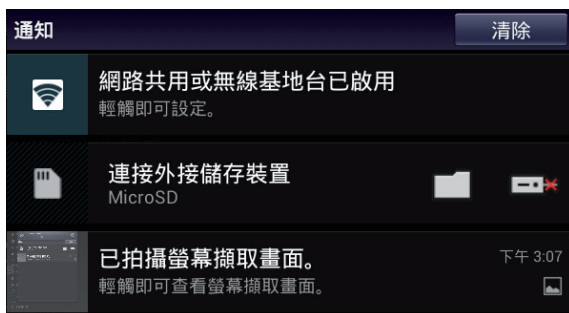 通知
清除
網路共用或無線基地台已啟用
輕觸即可設定。
連接外接儲存裝置
MicroSD
已拍攝螢幕擷取畫面。
下午 3:07
輕觸即可查看螢幕擷取畫面。